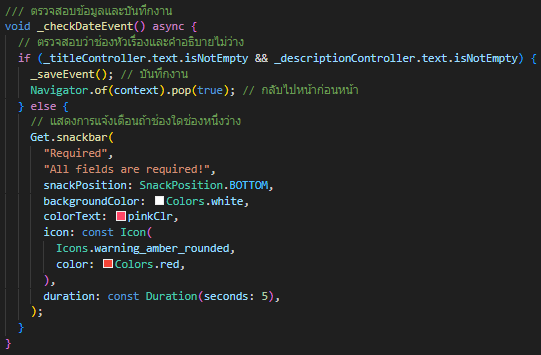 /// ตรวจสอบข้อมูลและบันทึกงาน
void _checkDateEvent() async {
  // ตรวจสอบว่าช่องหัวเรื่องและคำอธิบายไม่ว่าง
  if (_titleController.text.isNotEmpty && _descriptionController.text.isNotEmpty) {
    _saveEvent(); // บันทึกงาน
    Navigator.of(context).pop(true); // กลับไปหน้าก่อนหน้า
  } else {
    // แสดงการแจ้งเตือนถ้าช่องใดช่องหนึ่งว่าง
    Get.snackbar(
      "Required",
      "All fields are required!",
      snackPosition: SnackPosition.BOTTOM,
      backgroundColor: Colors.white,
      colorText: pinkClr,
      icon: const Icon(
        Icons.warning_amber_rounded,
        color: Colors.red,
      ),
      duration: const Duration(seconds: 5),
    );
  }
}